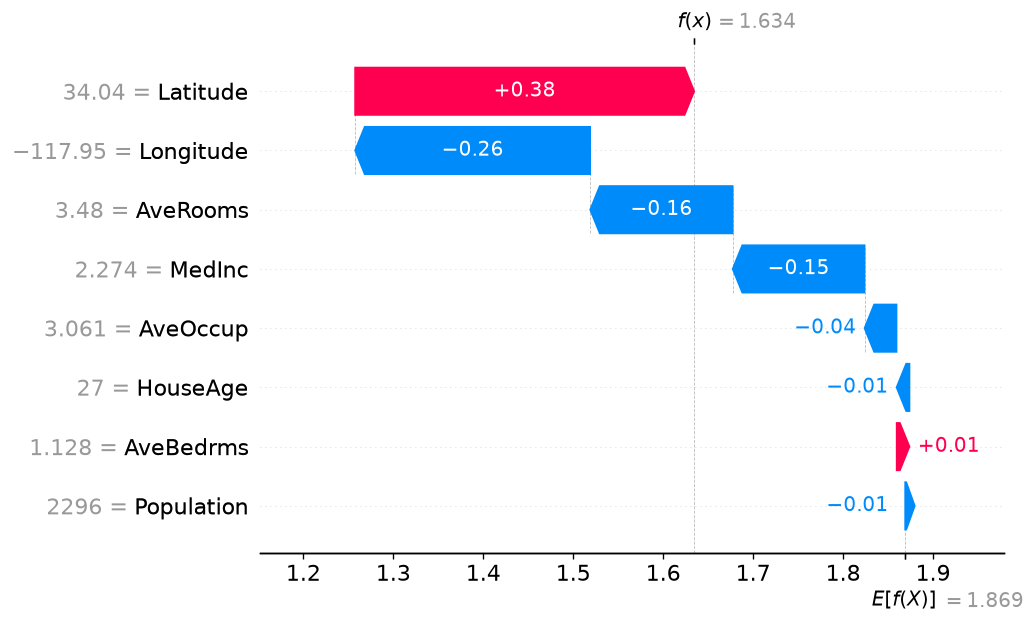 f(x) = 1.634
34.04 = Latitude +0.38
−117.95 = Longitude −0.26
3.48 = AveRooms −0.16
2.274 = MedInc −0.15
3.061 = AveOccup −0.04
27 = HouseAge −0.01
1.128 = AveBedrms +0.01
2296 = Population −0.01
1.2 1.3 1.4 1.5 1.6 1.7 1.8 1.9
E[f(X)] = 1.869